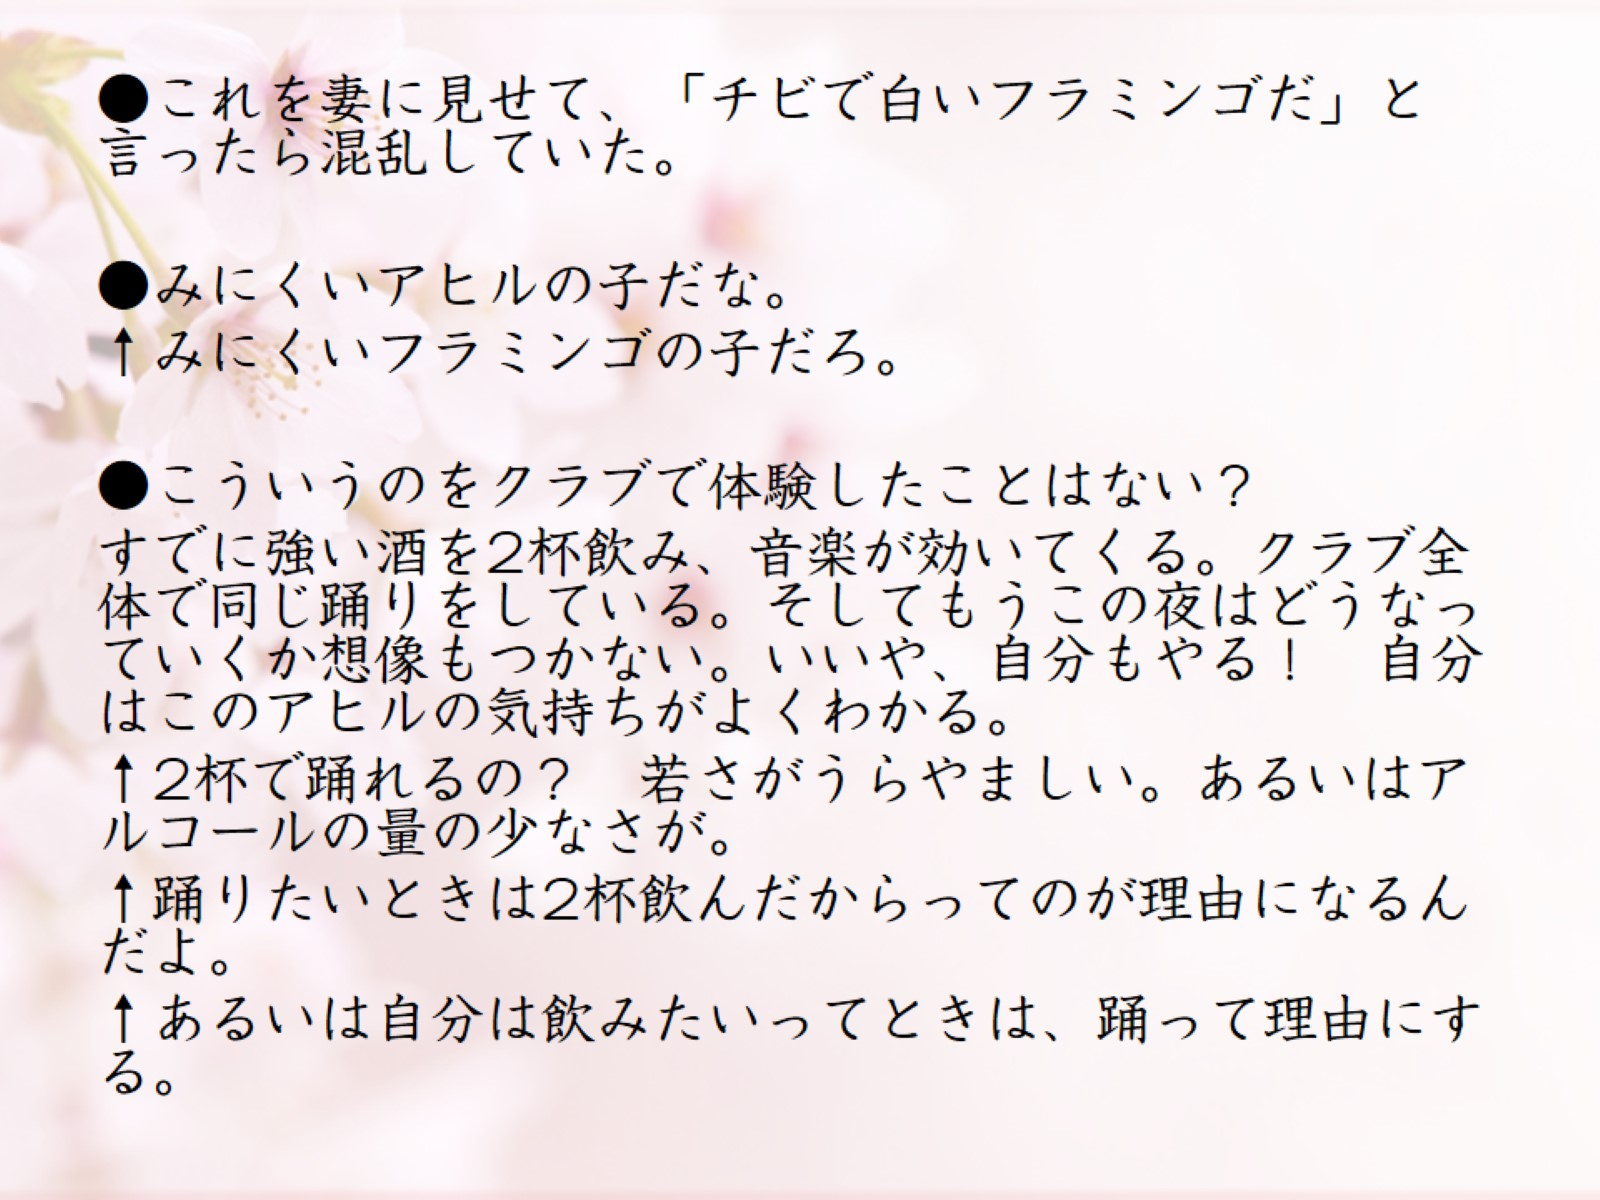 ●これを妻に見せて、「チビで白いフラミンゴだ」と
言ったら混乱していた。
●みにくいアヒルの子だな。
↑みにくいフラミンゴの子だろ。
●こういうのをクラブで体験したことはない？
すでに強い酒を2杯飲み、音楽が効いてくる。クラブ全
体で同じ踊りをしている。そしてもうこの夜はどうなっ
ていくか想像もつかない。いいや、自分もやる！　自分
はこのアヒルの気持ちがよくわかる。
↑2杯で踊れるの？　若さがうらやましい。あるいはア
ルコールの量の少なさが。
↑踊りたいときは2杯飲んだからってのが理由になるん
だよ。
↑あるいは自分は飲みたいってときは、踊って理由にす
る。